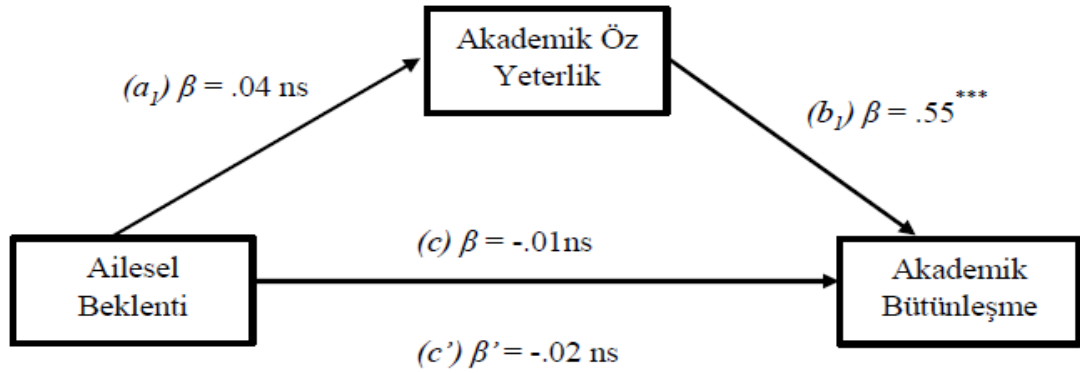 Akademik Öz
Yeterlik
(a1) β = .04 ns
(b1) β = .55***
Ailesel
Beklenti
(c) β = -.01ns
Akademik
Bütünleşme
(c') β' = -.02 ns